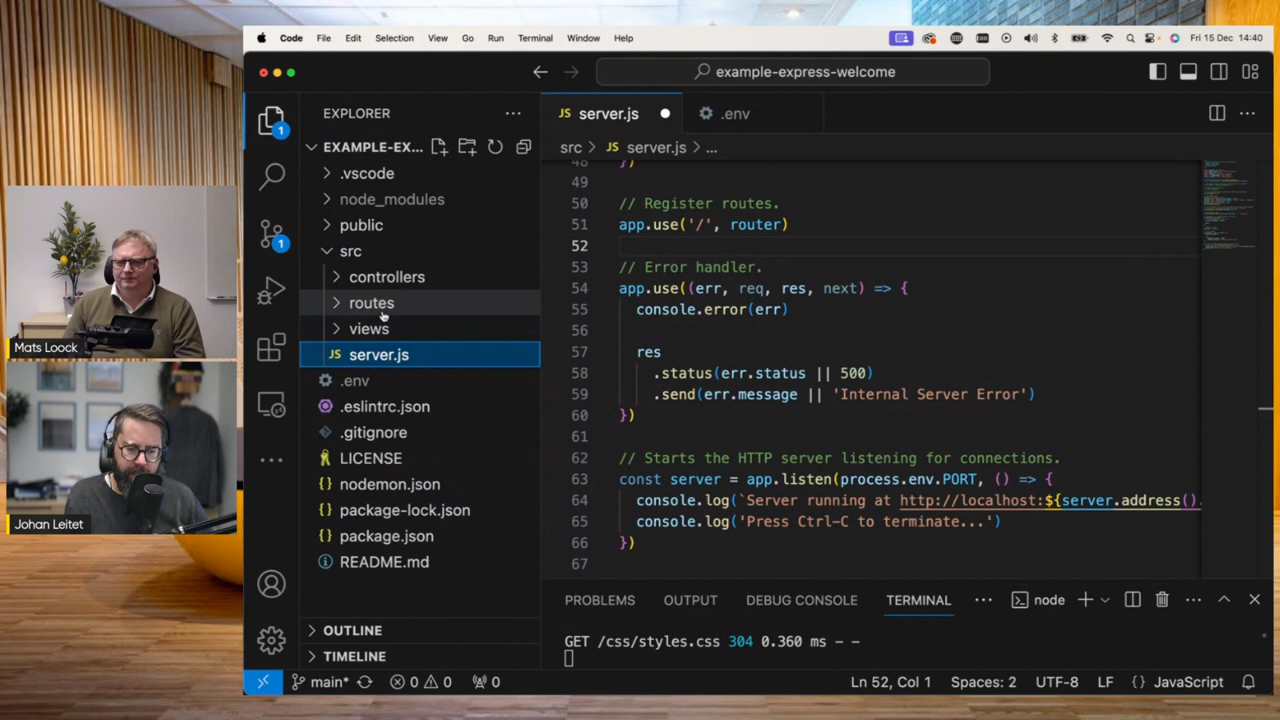 Code File Edit Selection View Go Run Terminal Window Help Fri 15 Dec 14:40
example-express-welcome
EXPLORER
EXAMPLE-EX...
.vscode
node_modules
public
src
controllers
routes
views
JS server.js
.env
.eslintrc.json
.gitignore
LICENSE
{} nodemon.json
{} package-lock.json
{} package.json
README.md
OUTLINE
TIMELINE
1
1
JS server.js
.env
src > JS server.js > ...
48 })
49
50 // Register routes.
51 app.use('/', router)
52
53 // Error handler.
54 app.use((err, req, res, next) => {
55 console.error(err)
56
57 res
58 .status(err.status || 500)
59 .send(err.message || 'Internal Server Error')
60 })
61
62 // Starts the HTTP server listening for connections.
63 const server = app.listen(process.env.PORT, () => {
64 console.log(`Server running at http://localhost:${server.address().
65 console.log('Press Ctrl-C to terminate...')
66 })
67
PROBLEMS OUTPUT DEBUG CONSOLE TERMINAL ... node
GET /css/styles.css 304 0.360 ms - -
main* 0 0 0 Ln 52, Col 1 Spaces: 2 UTF-8 LF {} JavaScript
Mats Loock
Johan Leitet